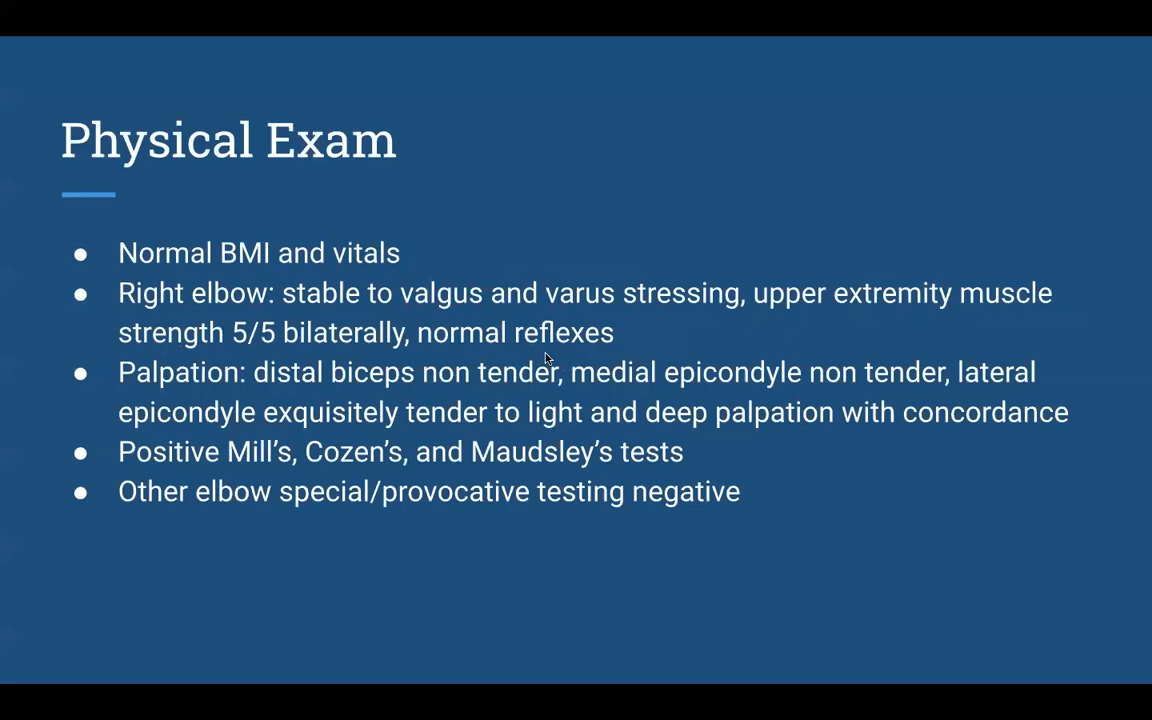 Physical Exam
● Normal BMI and vitals
● Right elbow: stable to valgus and varus stressing, upper extremity muscle
strength 5/5 bilaterally, normal reflexes
● Palpation: distal biceps non tender, medial epicondyle non tender, lateral
epicondyle exquisitely tender to light and deep palpation with concordance
● Positive Mill’s, Cozen’s, and Maudsley’s tests
● Other elbow special/provocative testing negative